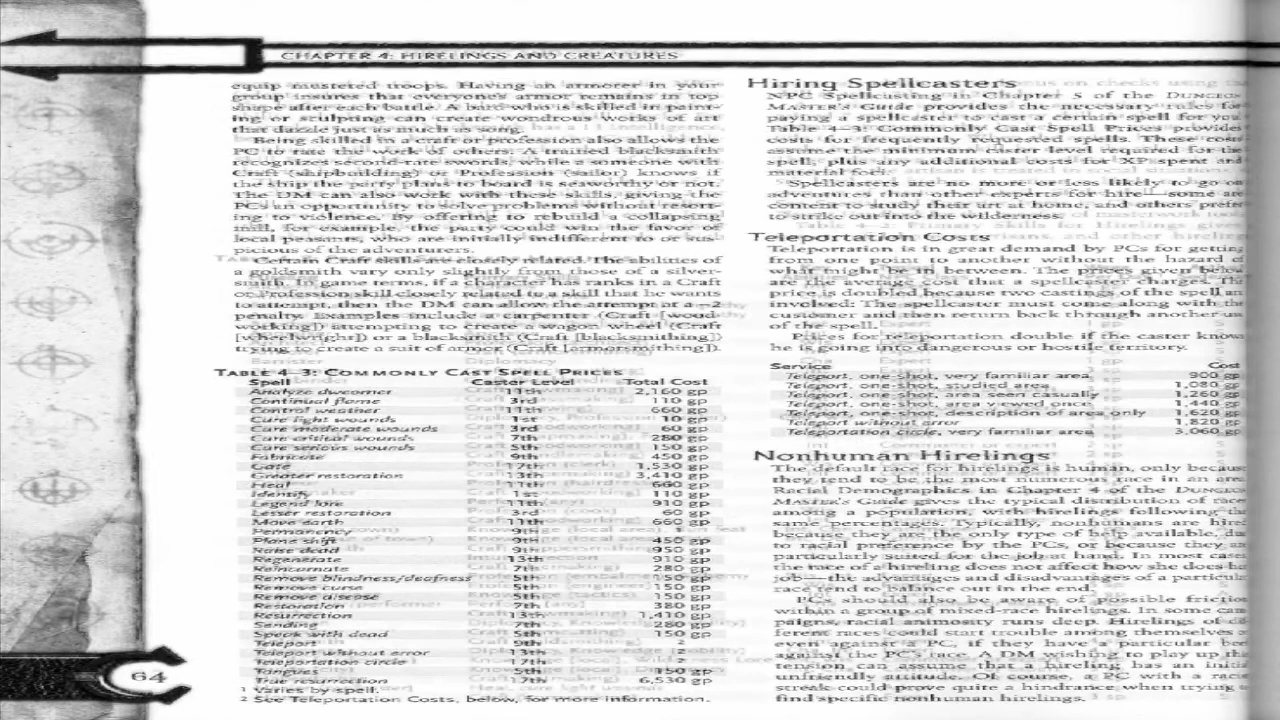 CHAPTER 4: HIRELINGS AND CREATURES
equip mustered troops. Having an armorer in your
group insures that everyone's armor remains in top
shape after each battle. A bard who is skilled in paint-
ing or sculpting can create wondrous works of art
that dazzle just as much as song.
Being skilled in a craft or profession also allows the
PC to rate the work of others. A trained blacksmith
recognizes second-rate swords, while a someone with
Craft (shipbuilding) or Profession (sailor) knows if
the ship the party plans to board is seaworthy or not.
The DM can also work with these skills, giving the
PCs an opportunity to solve problems without resort-
ing to violence. By offering to rebuild a collapsing
mill, for example, the party could win the favor of
local peasants, who are initially indifferent to or sus-
picious of the adventurers.
Certain Craft skills are closely related. The abilities of
a goldsmith vary only slightly from those of a silver-
smith. In game terms, if a character has ranks in a Craft
or Profession skill closely related to a skill that he wants
to attempt, then the DM can allow the attempt at a –2
penalty. Examples include a carpenter (Craft [wood-
working]) attempting to create a wagon wheel (Craft
[wheelwright]) or a blacksmith (Craft [blacksmithing])
trying to create a suit of armor (Craft [armorsmithing]).
TABLE 4–3: COMMONLY CAST SPELL PRICES
Spell Caster Level Total Cost
Analyze dweomer 11th 2,160 gp
Continual flame 3rd 110 gp
Control weather 11th 660 gp
Cure light wounds 1st 10 gp
Cure moderate wounds 3rd 60 gp
Cure critical wounds 7th 280 gp
Cure serious wounds 5th 150 gp
Fabricate 9th 450 gp
Gate 17th 1,530 gp
Greater restoration 13th 3,410 gp
Heal 11th 660 gp
Identify 1st 110 gp
Legend lore 11th 910 gp
Lesser restoration 3rd 60 gp
Move earth 11th 660 gp
Permanency 9th 1
Plane shift 9th 450 gp
Raise dead 9th 950 gp
Regenerate 13th 910 gp
Reincarnate 7th 280 gp
Remove blindness/deafness 5th 150 gp
Remove curse 5th 150 gp
Remove disease 5th 150 gp
Restoration 7th 380 gp
Resurrection 13th 1,410 gp
Sending 7th 280 gp
Speak with dead 5th 150 gp
Teleport 9th 2
Teleport without error 13th 2
Teleportation circle 17th 2
Tongues 5th 150 gp
True resurrection 17th 6,530 gp
1 Varies by spell.
2 See Teleportation Costs, below, for more information.
64
Hiring Spellcasters
NPC Spellcasting in Chapter 5 of the DUNGEO
MASTER'S Guide provides the necessary rules for
paying a spellcaster to cast a certain spell for you
Table 4–3: Commonly Cast Spell Prices provides
costs for frequently requested spells. These costs
assume the minimum caster level required for the
spell, plus any additional costs for XP spent and
material foci.
Spellcasters are no more or less likely to go on
adventures than other experts for hire—some are
content to study their art at home, and others prefe
to strike out into the wilderness.
Teleportation Costs
Teleportation is in great demand by PCs for getting
from one point to another without the hazard of
what might be in between. The prices given below
are the average cost that a spellcaster charges. The
price is doubled because two castings of the spell are
involved: The spellcaster must come along with the
customer and then return back through another use
of the spell.
Prices for teleportation double if the caster knows
he is going into dangerous or hostile territory.
Service Cost
Teleport, one-shot, very familiar area 900 gp
Teleport, one-shot, studied area 1,080 gp
Teleport, one-shot, area seen casually 1,260 gp
Teleport, one-shot, area viewed once 1,440 gp
Teleport, one-shot, description of area only 1,620 gp
Teleport without error 1,820 gp
Teleportation circle, very familiar area 3,060 gp
Nonhuman Hirelings
The default race for hirelings is human, only because
they tend to be the most numerous race in an area
Racial Demographics in Chapter 4 of the DUNGEON
MASTER'S Guide gives the typical distribution of race
among a population, with hirelings following the
same percentages. Typically, nonhumans are hired
because they are the only type of help available, due
to racial preference by the PCs, or because they are
particularly suited for the job at hand. In most cases
the race of a hireling does not affect how she does he
job—the advantages and disadvantages of a particula
race tend to balance out in the end.
PCs should also be aware of possible friction
within a group of mixed-race hirelings. In some cam
paigns, racial animosity runs deep. Hirelings of dif
ferent races could start trouble among themselves o
even against a PC, if they have a particular bee
against the PC's race. A DM wishing to play up the
tension can assume that a hireling has an initia
unfriendly attitude. Of course, a PC with a racis
streak could prove quite a hindrance when trying to
find specific nonhuman hirelings.